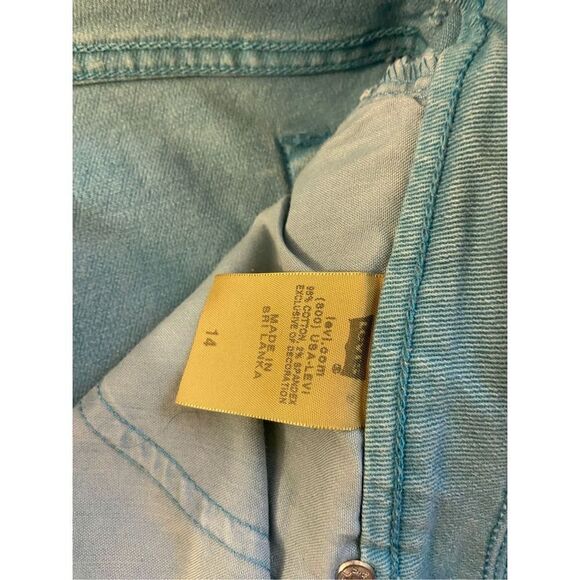 LEVI'S
®
levi.com
(800) USA-LEVI
98% COTTON, 2% SPANDEX
EXCLUSIVE OF DECORATION
MADE IN
SRI LANKA
14